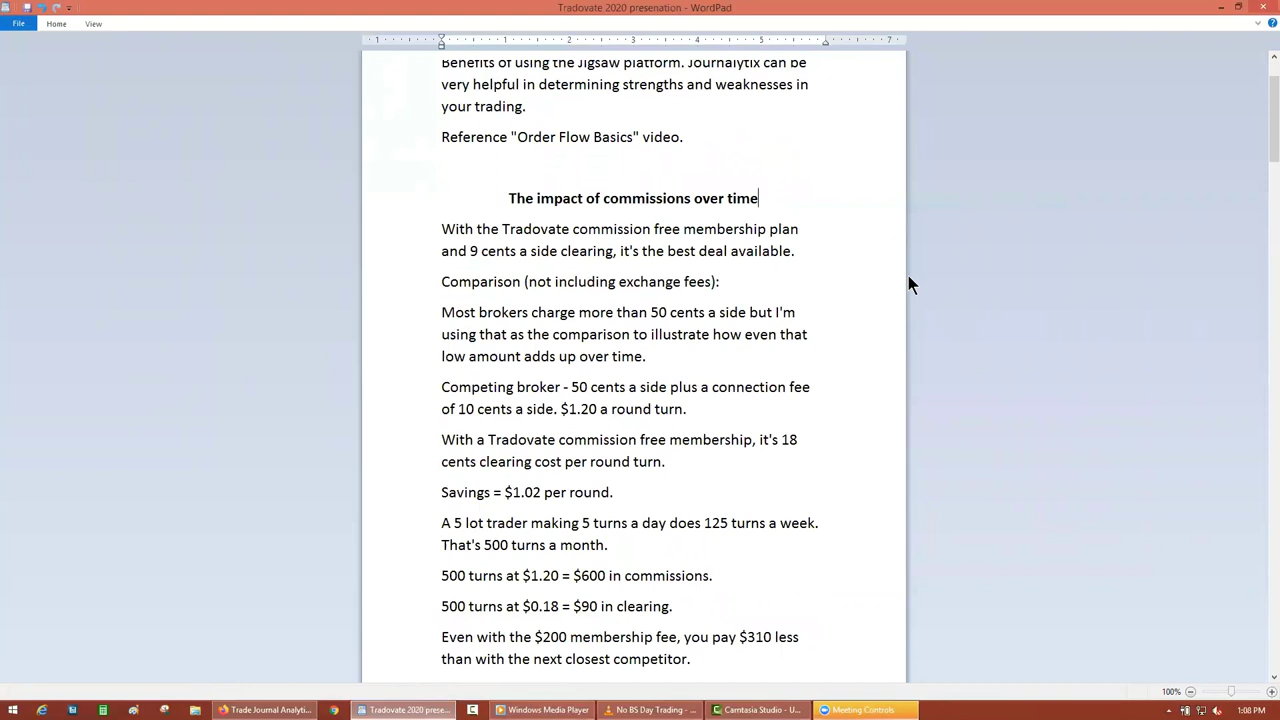 Tradovate 2020 presenation - WordPad
File Home View
1 1 2 3 4 5 7
Benefits of using the Jigsaw platform. Journalytix can be
very helpful in determining strengths and weaknesses in
your trading.
Reference "Order Flow Basics" video.
The impact of commissions over time
With the Tradovate commission free membership plan
and 9 cents a side clearing, it's the best deal available.
Comparison (not including exchange fees):
Most brokers charge more than 50 cents a side but I'm
using that as the comparison to illustrate how even that
low amount adds up over time.
Competing broker - 50 cents a side plus a connection fee
of 10 cents a side. $1.20 a round turn.
With a Tradovate commission free membership, it's 18
cents clearing cost per round turn.
Savings = $1.02 per round.
A 5 lot trader making 5 turns a day does 125 turns a week.
That's 500 turns a month.
500 turns at $1.20 = $600 in commissions.
500 turns at $0.18 = $90 in clearing.
Even with the $200 membership fee, you pay $310 less
than with the next closest competitor.
100%
Trade Journal Analyti... Tradovate 2020 prese... Windows Media Player No BS Day Trading - ... Camtasia Studio - U... Meeting Controls 1:08 PM